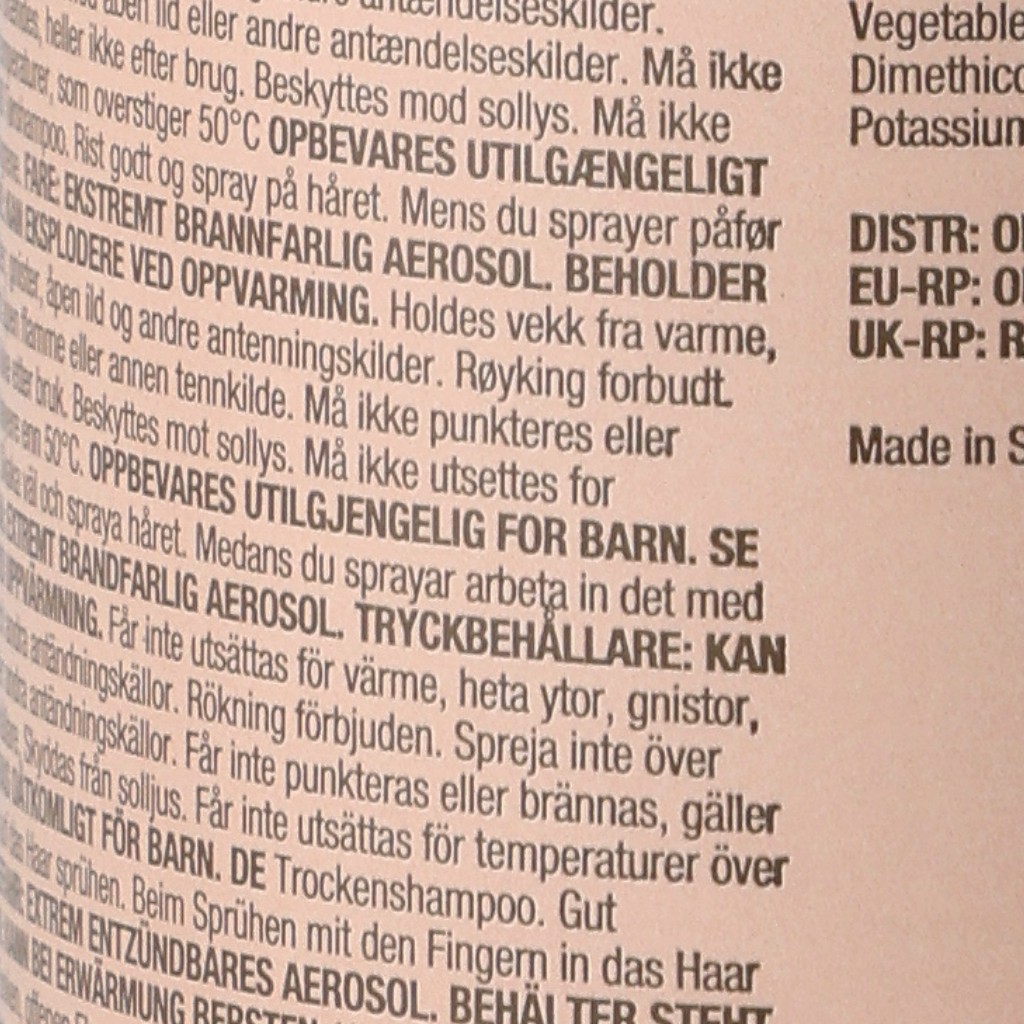 antændelseskilder.
åben ild eller andre antændelseskilder. Må ikke
heller ikke efter brug. Beskyttes mod sollys. Må ikke
som overstiger 50°C OPBEVARES UTILGÆNGELIGT
Rist godt og spray på håret. Mens du sprayer påfør
FARE: EKSTREMT BRANNFARLIG AEROSOL. BEHOLDER
KAN EKSPLODERE VED OPPVARMING. Holdes vekk fra varme,
gnister, åpen ild og andre antenningskilder. Røyking forbudt.
flamme eller annen tennkilde. Må ikke punkteres eller
etter bruk. Beskyttes mot sollys. Må ikke utsettes for
enn 50°C. OPPBEVARES UTILGJENGELIG FOR BARN. SE
väl och spraya håret. Medans du sprayar arbeta in det med
EXTREMT BRANDFARLIG AEROSOL. TRYCKBEHÅLLARE: KAN
UPPVÄRMNING. Får inte utsättas för värme, heta ytor, gnistor,
antändningskällor. Rökning förbjuden. Spreja inte över
antändningskällor. Får inte punkteras eller brännas, gäller
Skyddas från solljus. Får inte utsättas för temperaturer över
OÅTKOMLIGT FÖR BARN. DE Trockenshampoo. Gut
das Haar sprühen. Beim Sprühen mit den Fingern in das Haar
EXTREM ENTZÜNDBARES AEROSOL. BEHÄLTER STEHT
BEI ERWÄRMUNG BERSTEN.
Vegetable
Dimethico
Potassium
DISTR:
EU-RP:
UK-RP: R
Made in S